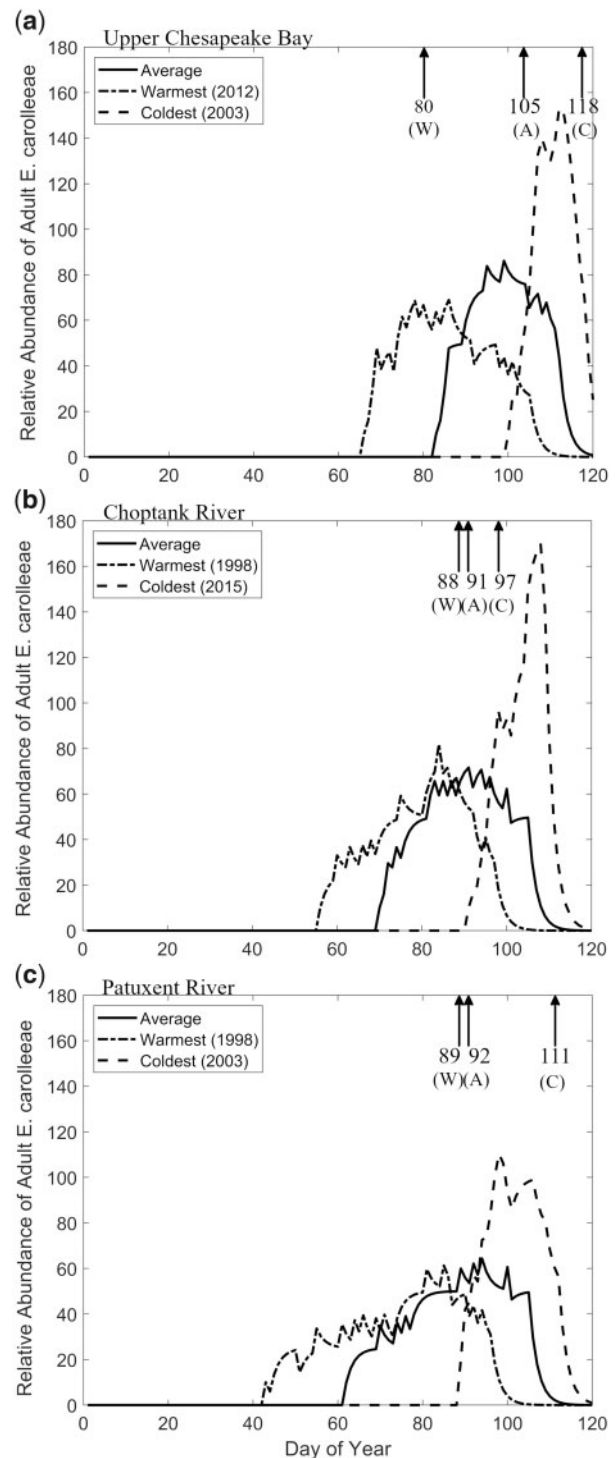 (a)
Upper Chesapeake Bay
Relative Abundance of Adult E. carolleeeae
180
160
140
120
100
80
60
40
20
0
Average
Warmest (2012)
Coldest (2003)
80 105 118
(W) (A) (C)
0 20 40 60 80 100 120
(b)
Choptank River
Relative Abundance of Adult E. carolleeeae
180
160
140
120
100
80
60
40
20
0
Average
Warmest (1998)
Coldest (2015)
88 91 97
(W) (A) (C)
0 20 40 60 80 100 120
(c)
Patuxent River
Relative Abundance of Adult E. carolleeeae
180
160
140
120
100
80
60
40
20
0
Average
Warmest (1998)
Coldest (2003)
89 92 111
(W) (A) (C)
0 20 40 60 80 100 120
Day of Year